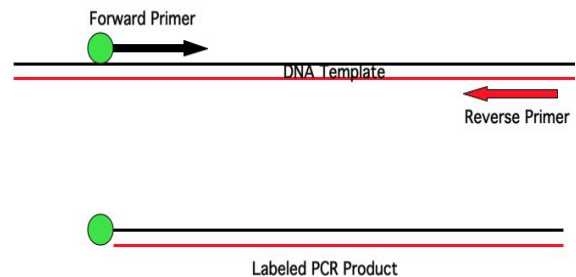 Forward Primer
DNA Template
Reverse Primer
Labeled PCR Product